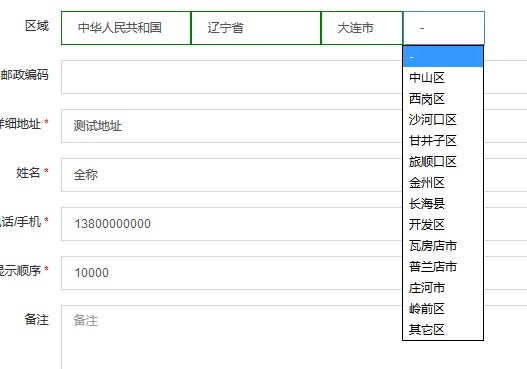 区域 中华人民共和国 辽宁省 大连市 -
-
中山区
邮政编码
西岗区
沙河口区
详细地址 * 测试地址
甘井子区
旅顺口区
姓名 * 全称
金州区
长海县
电话/手机 * 13800000000
开发区
瓦房店市
显示顺序 * 10000
普兰店市
庄河市
岭前区
备注 备注
其它区